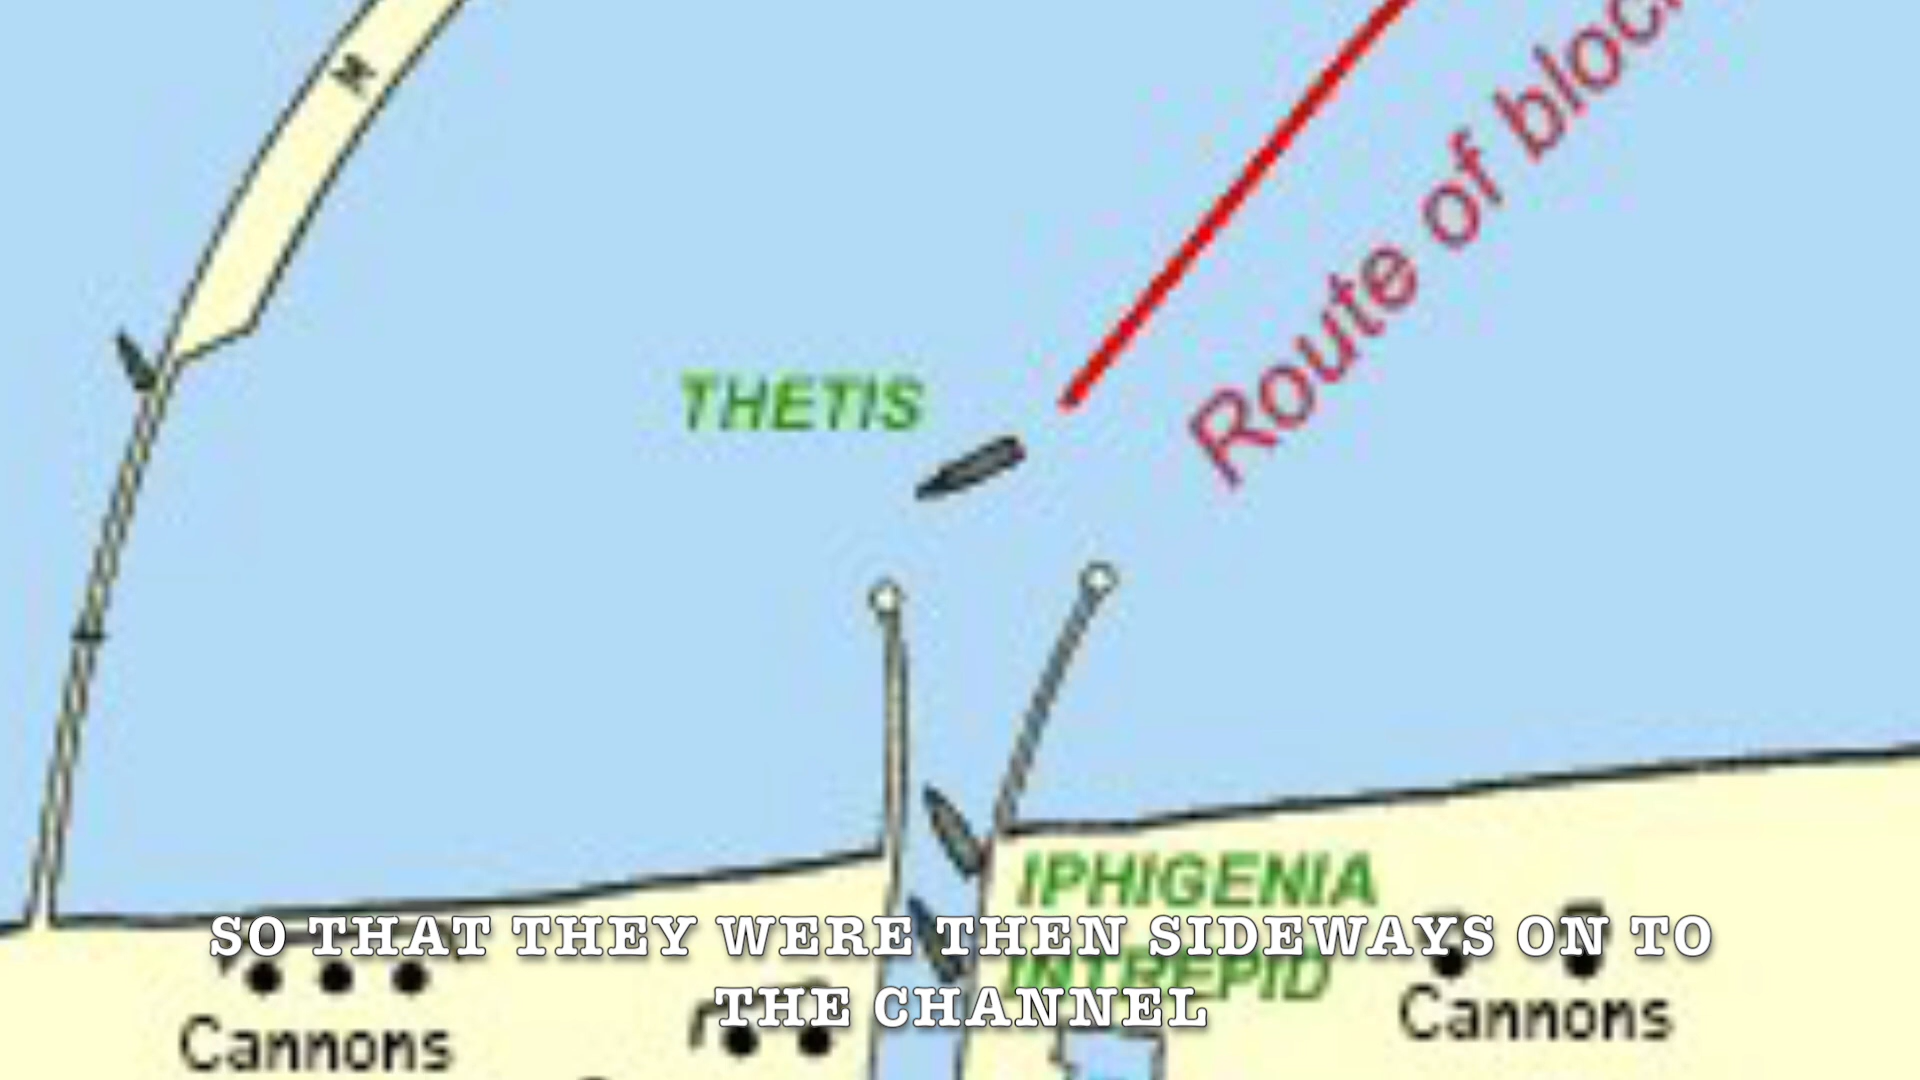 M
Route of bloc
THETIS
IPHIGENIA
INTREPID
SO THAT THEY WERE THEN SIDEWAYS ON TO
THE CHANNEL
Cannons
Cannons